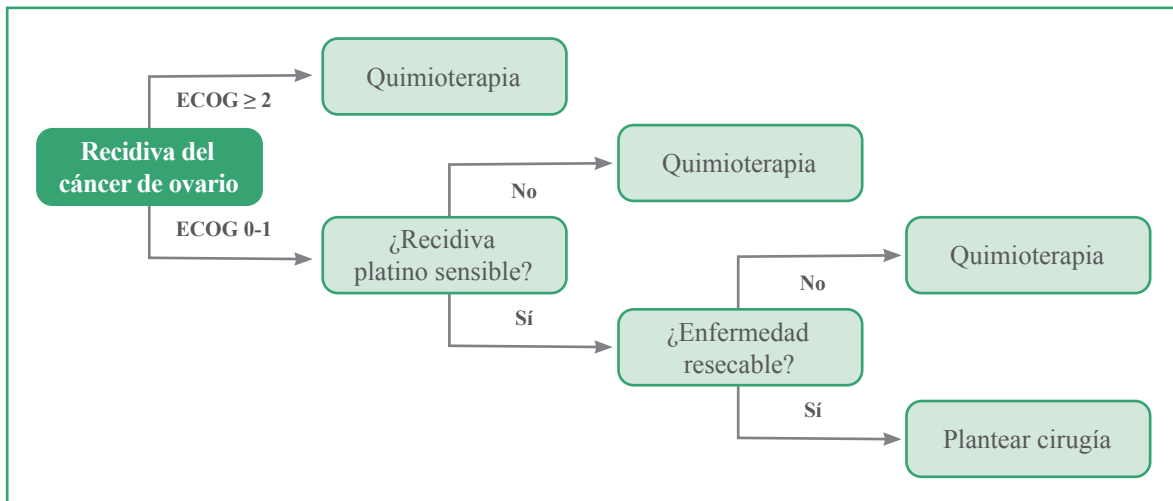 Quimioterapia
ECOG ≥ 2
Recidiva del
cáncer de ovario
ECOG 0-1
Quimioterapia
No
¿Recidiva
platino sensible?
Sí
Quimioterapia
No
¿Enfermedad
resecable?
Sí
Plantear cirugía